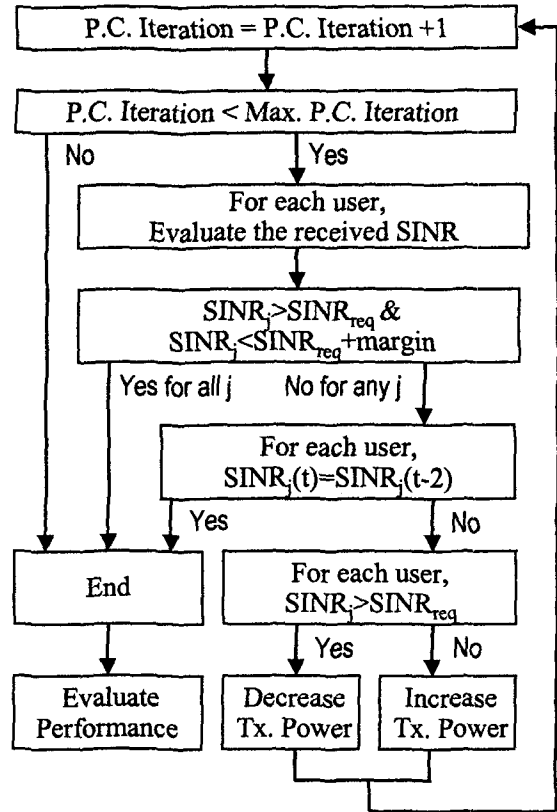 P.C. Iteration = P.C. Iteration +1
P.C. Iteration < Max. P.C. Iteration
No
Yes
For each user,
Evaluate the received SINR
SINRj>SINRreq &
SINRj<SINRreq+margin
Yes for all j
No for any j
For each user,
SINRj(t)=SINRj(t-2)
Yes
No
End
For each user,
SINRj>SINRreq
Yes
No
Evaluate
Performance
Decrease
Tx. Power
Increase
Tx. Power